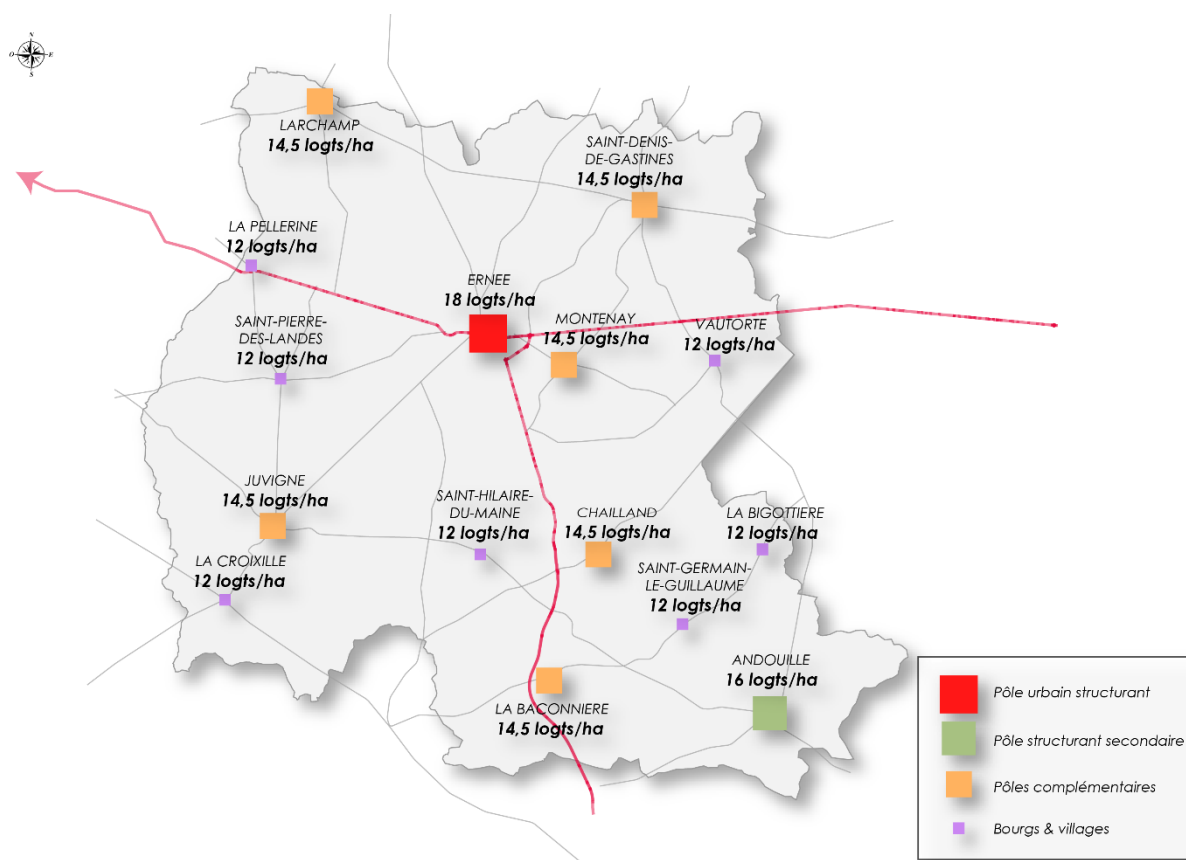 N
O
E
S
LARCHAMP
14,5 logts/ha
SAINT-DENIS-
DE-GASTINES
14,5 logts/ha
LA PELLERINE
12 logts/ha
ERNEE
18 logts/ha
SAINT-PIERRE-
DES-LANDES
12 logts/ha
MONTENAY
14,5 logts/ha
VAUTORTE
12 logts/ha
JUVIGNE
14,5 logts/ha
SAINT-HILAIRE-
DU-MAINE
12 logts/ha
CHAILLAND
14,5 logts/ha
LA BIGOTTIERE
12 logts/ha
LA CROIXILLE
12 logts/ha
SAINT-GERMAIN-
LE-GUILLAUME
12 logts/ha
ANDOUILLE
16 logts/ha
LA BACONNIERE
14,5 logts/ha
Pôle urbain structurant
Pôle structurant secondaire
Pôles complémentaires
Bourgs & villages